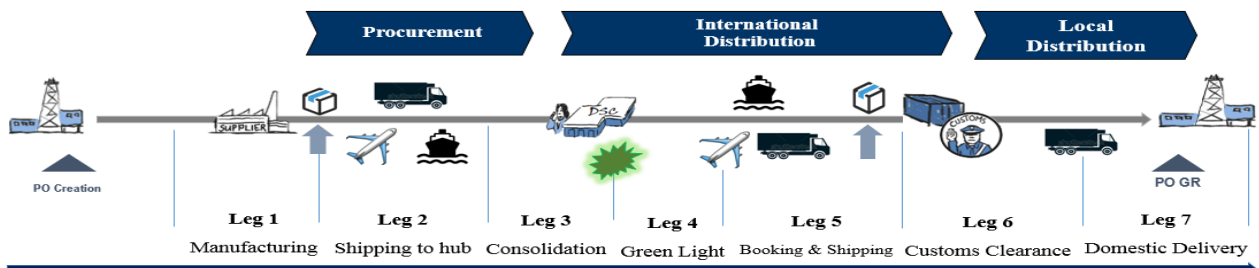 Procurement
International
Distribution
Local
Distribution
SUPPLIER
DSC
CUSTOMS
PO Creation
PO GR
Leg 1
Manufacturing
Leg 2
Shipping to hub
Leg 3
Consolidation
Leg 4
Green Light
Leg 5
Booking & Shipping
Leg 6
Customs Clearance
Leg 7
Domestic Delivery